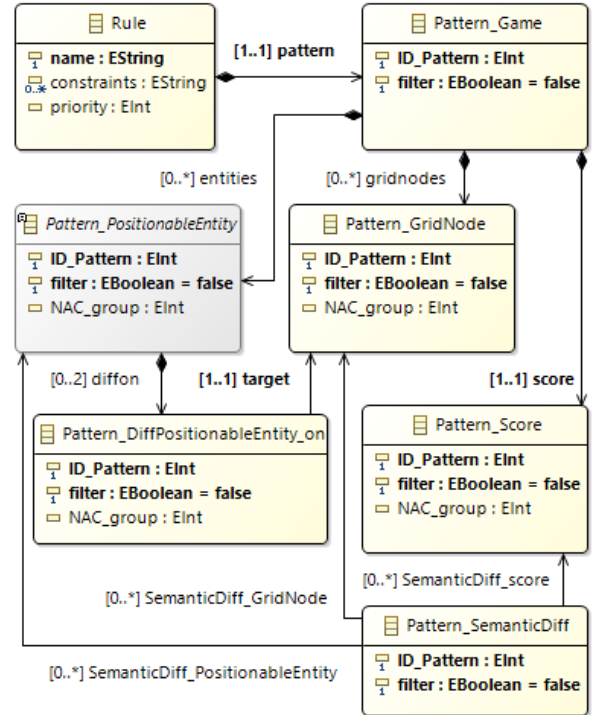 Rule
name : EString
constraints : EString
priority : EInt
[1..1] pattern
Pattern_Game
ID_Pattern : EInt
filter : EBoolean = false
[0..*] entities
[0..*] gridnodes
Pattern_PositionableEntity
ID_Pattern : EInt
filter : EBoolean = false
NAC_group : EInt
Pattern_GridNode
ID_Pattern : EInt
filter : EBoolean = false
NAC_group : EInt
[0..2] diffon
[1..1] target
[1..1] score
Pattern_DiffPositionableEntity_on
ID_Pattern : EInt
filter : EBoolean = false
NAC_group : EInt
Pattern_Score
ID_Pattern : EInt
filter : EBoolean = false
NAC_group : EInt
[0..*] SemanticDiff_score
[0..*] SemanticDiff_GridNode
Pattern_SemanticDiff
ID_Pattern : EInt
filter : EBoolean = false
[0..*] SemanticDiff_PositionableEntity